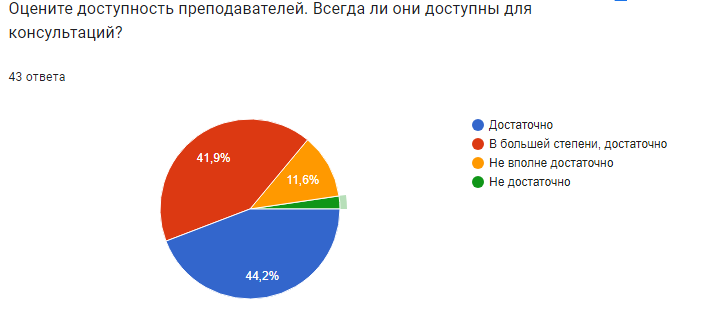 Оцените доступность преподавателей. Всегда ли они доступны для
консультаций?
43 ответа
41,9%
11,6%
44,2%
Достаточно
В большей степени, достаточно
Не вполне достаточно
Не достаточно